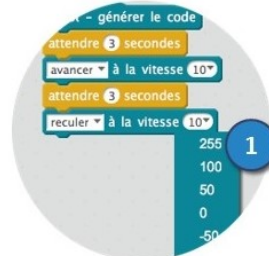 - générer le code
attendre 3 secondes
avancer à la vitesse 10
attendre 3 secondes
reculer à la vitesse 10
255
1
100
50
0
-50